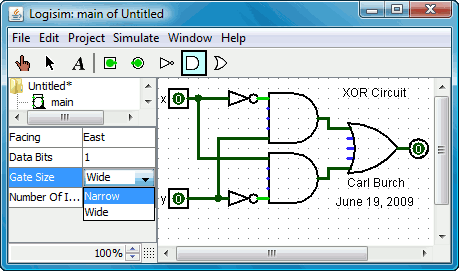 Logisim: main of Untitled
File Edit Project Simulate Window Help
A
Untitled*
main
Facing East
Data Bits 1
Gate Size Wide
Number Of I...
Narrow
Wide
100%
XOR Circuit
x 0
0
y 0
Carl Burch
June 19, 2009